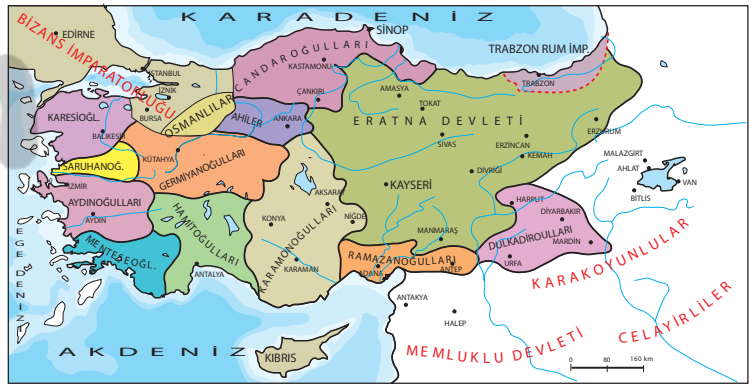 KARADENİZ
EDİRNE
BİZANS İMPARATORLUĞU
SİNOP
TRABZON RUM İMP.
CANDAROĞULLARI
KASTAMONU
İSTANBUL
İZNİK
TRABZON
ÇANKIRI
AMASYA
TOKAT
KARESİOĞL.
BURSA
OSMANLILAR
AHİLER
ANKARA
ERATNA DEVLETİ
ERZURUM
BALIKESİR
SİVAS
ERZİNCAN
KEMAH
KÜTAHYA
GERMİYANOĞULLARI
MALAZGİRT
AHLAT
SARUHANOĞ.
DİVRİĞİ
VAN
İZMİR
KAYSERİ
BİTLİS
AYDINOĞULLARI
AKSARAY
HARPUT
HAMİTOĞULLARI
AYDIN
KONYA
NİĞDE
DİYARBAKIR
EGE DENİZ
MENTEŞEOĞL.
KARAMONOĞULLARI
MANMARAŞ
DULKADİROULLARI
MARDİN
RAMAZANOĞULLARI
ANTALYA
KARAMAN
ADANA
ANTEP
URFA
KARAKOYUNLULAR
ANTAKYA
HALEP
CELAYİRLİLER
MEMLUKLU DEVLETİ
AKDENİZ
KIBRIS
0 80 160 km